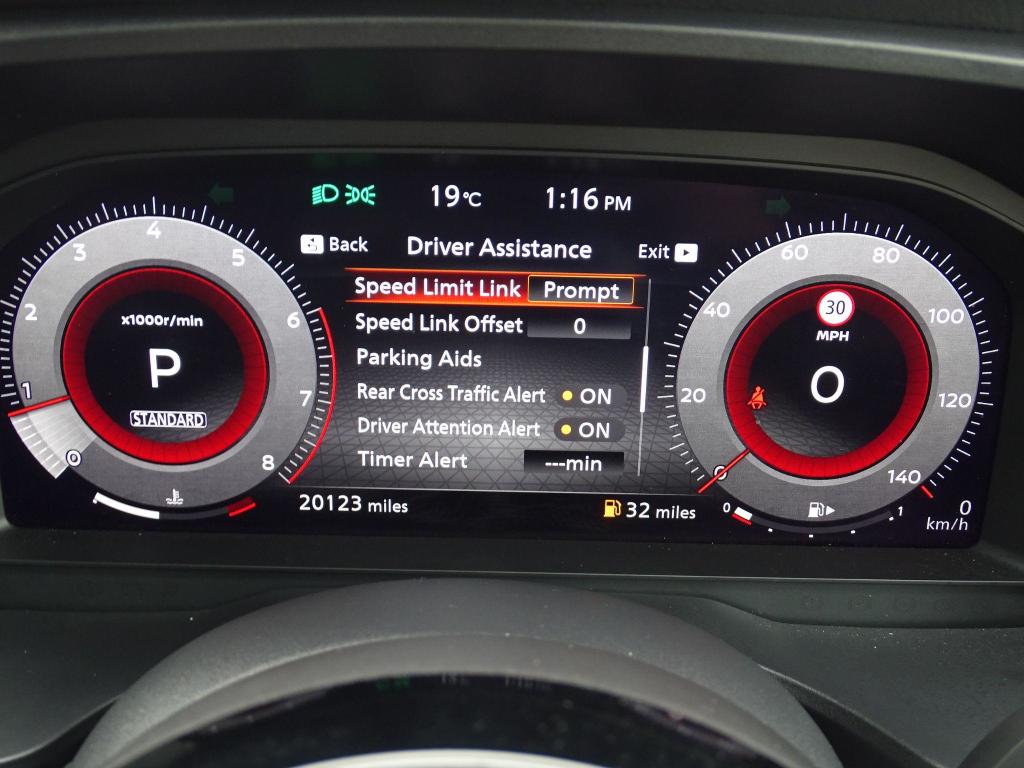 19°C
1:16 PM
Back
Driver Assistance
Exit
Speed Limit Link Prompt
Speed Link Offset 0
Parking Aids
Rear Cross Traffic Alert ON
Driver Attention Alert ON
Timer Alert ---min
20123 miles
32 miles
0
1
2
3
4
5
6
7
8
x1000r/min
P
STANDARD
0
20
40
60
80
100
120
140
30
MPH
0
0
1
0
km/h